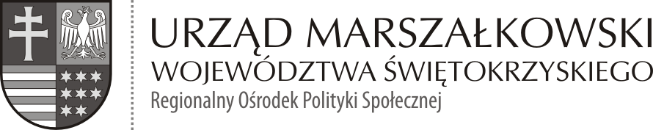 URZĄD MARSZAŁKOWSKI
WOJEWÓDZTWA ŚWIĘTOKRZYSKIEGO
Regionalny Ośrodek Polityki Społecznej